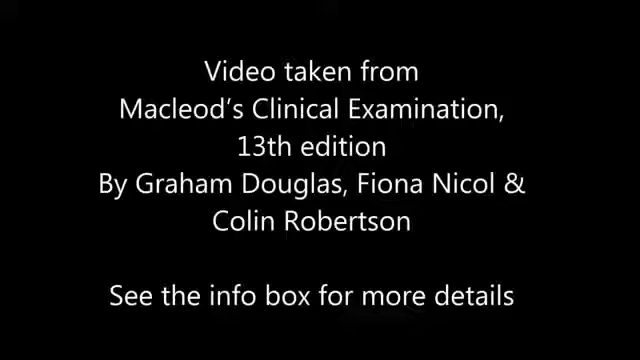 Video taken from
Macleod’s Clinical Examination,
13th edition
By Graham Douglas, Fiona Nicol &
Colin Robertson
See the info box for more details